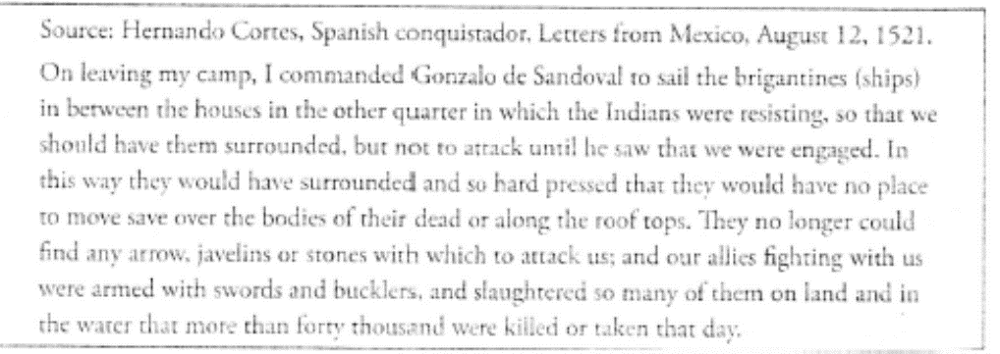 Source: Hernando Cortes, Spanish conquistador, Letters from Mexico, August 12, 1521.
On leaving my camp, I commanded Gonzalo de Sandoval to sail the brigantines (ships)
in between the houses in the other quarter in which the Indians were resisting, so that we
should have them surrounded, but not to attack until he saw that we were engaged. In
this way they would have surrounded and so hard pressed that they would have no place
to move save over the bodies of their dead or along the roof tops. They no longer could
find any arrow, javelins or stones with which to attack us; and our allies fighting with us
were armed with swords and bucklers, and slaughtered so many of them on land and in
the water that more than forty thousand were killed or taken that day.